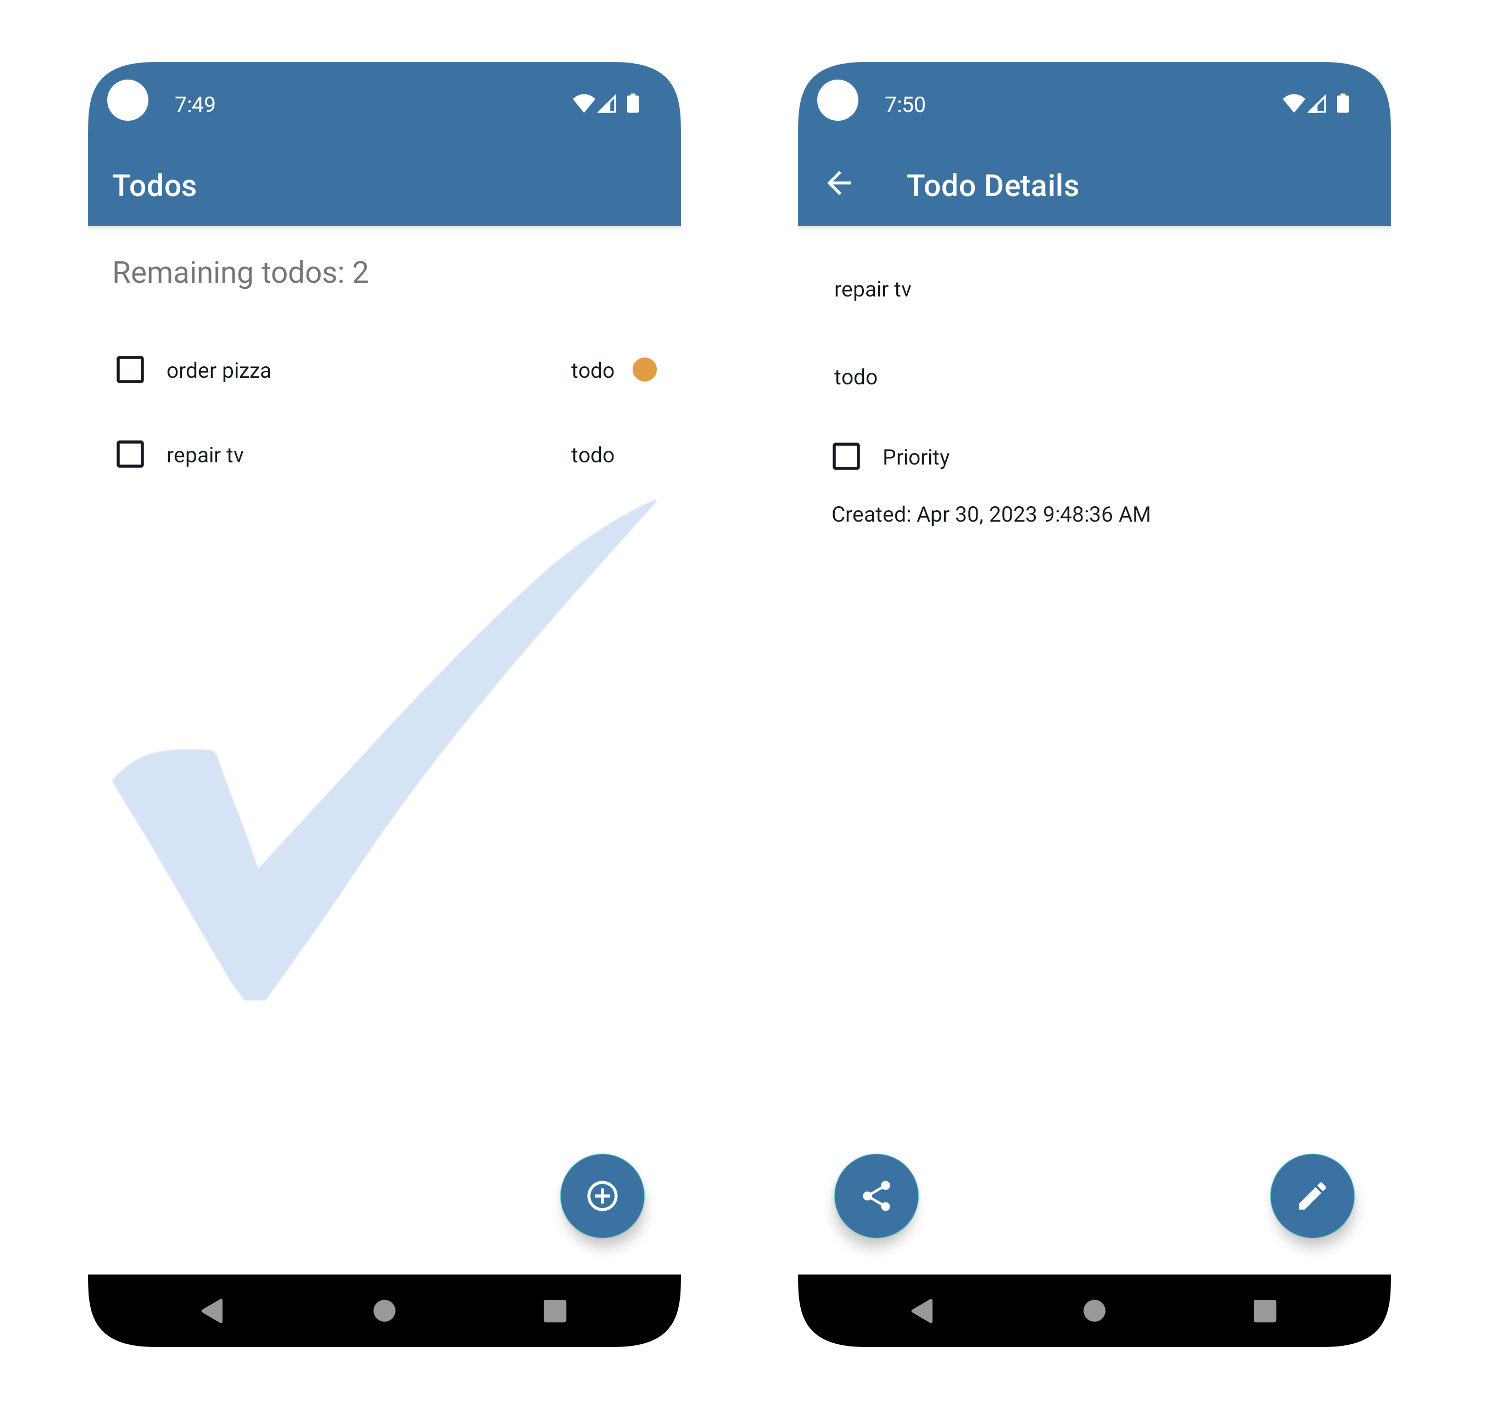 7:49
Todos
Remaining todos: 2
order pizza todo
repair tv todo
7:50
Todo Details
repair tv
todo
Priority
Created: Apr 30, 2023 9:48:36 AM